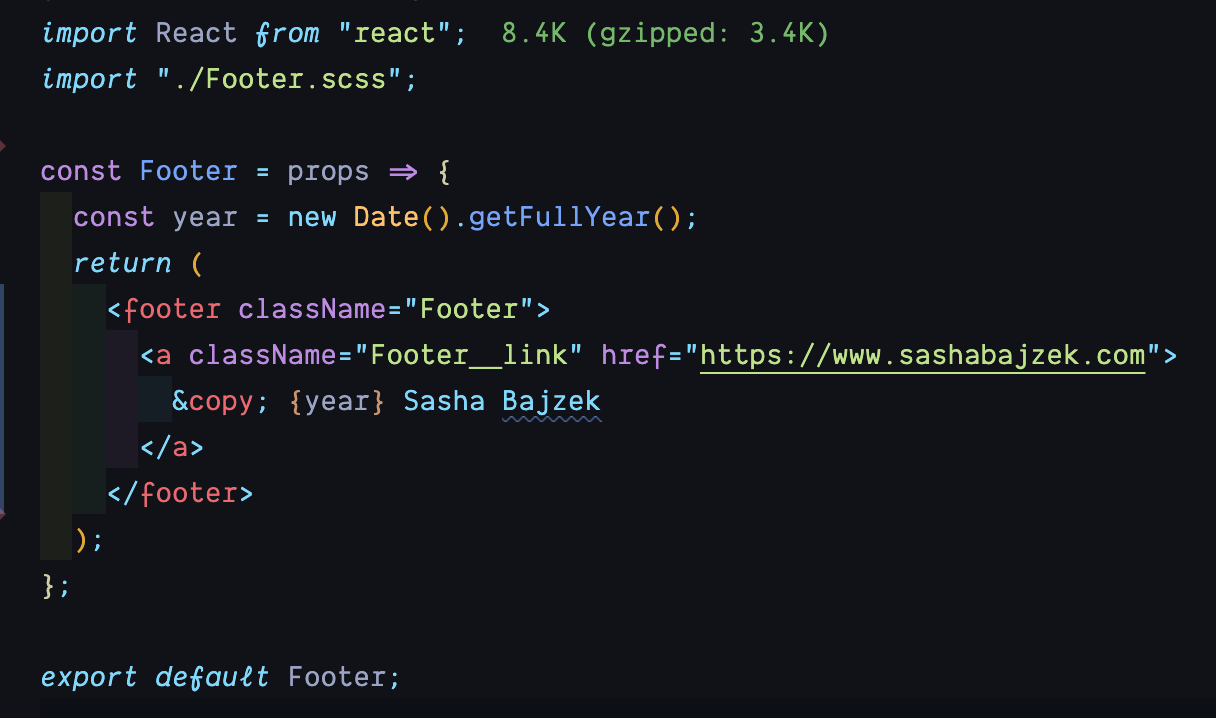 import React from "react";  8.4K (gzipped: 3.4K)
import "./Footer.scss";
const Footer = props => {
const year = new Date().getFullYear();
return (
<footer className="Footer">
<a className="Footer__link" href="https://www.sashabajzek.com">
&copy; {year} Sasha Bajzek
</a>
</footer>
);
};
export default Footer;